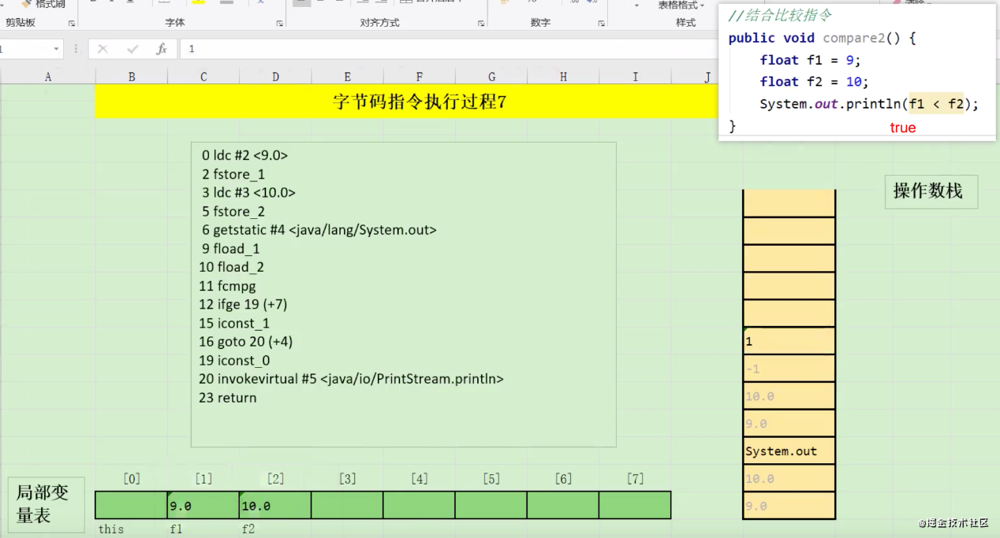 格式刷
表格格式
剪贴板
字体
对齐方式
数字
样式
fx
1
A B C D E F G H I J
字节码指令执行过程7
//结合比较指令
public void compare2() {
float f1 = 9;
float f2 = 10;
System.out.println(f1 < f2);
}
true
0 ldc #2 <9.0>
2 fstore_1
3 ldc #3 <10.0>
5 fstore_2
6 getstatic #4 <java/lang/System.out>
9 fload_1
10 fload_2
11 fcmpg
12 ifge 19 (+7)
15 iconst_1
16 goto 20 (+4)
19 iconst_0
20 invokevirtual #5 <java/io/PrintStream.println>
23 return
操作数栈
1
-1
10.0
9.0
System.out
10.0
9.0
局部变
量表
[0] [1] [2] [3] [4] [5] [6] [7]
9.0 10.0
this f1 f2
@掘金技术社区